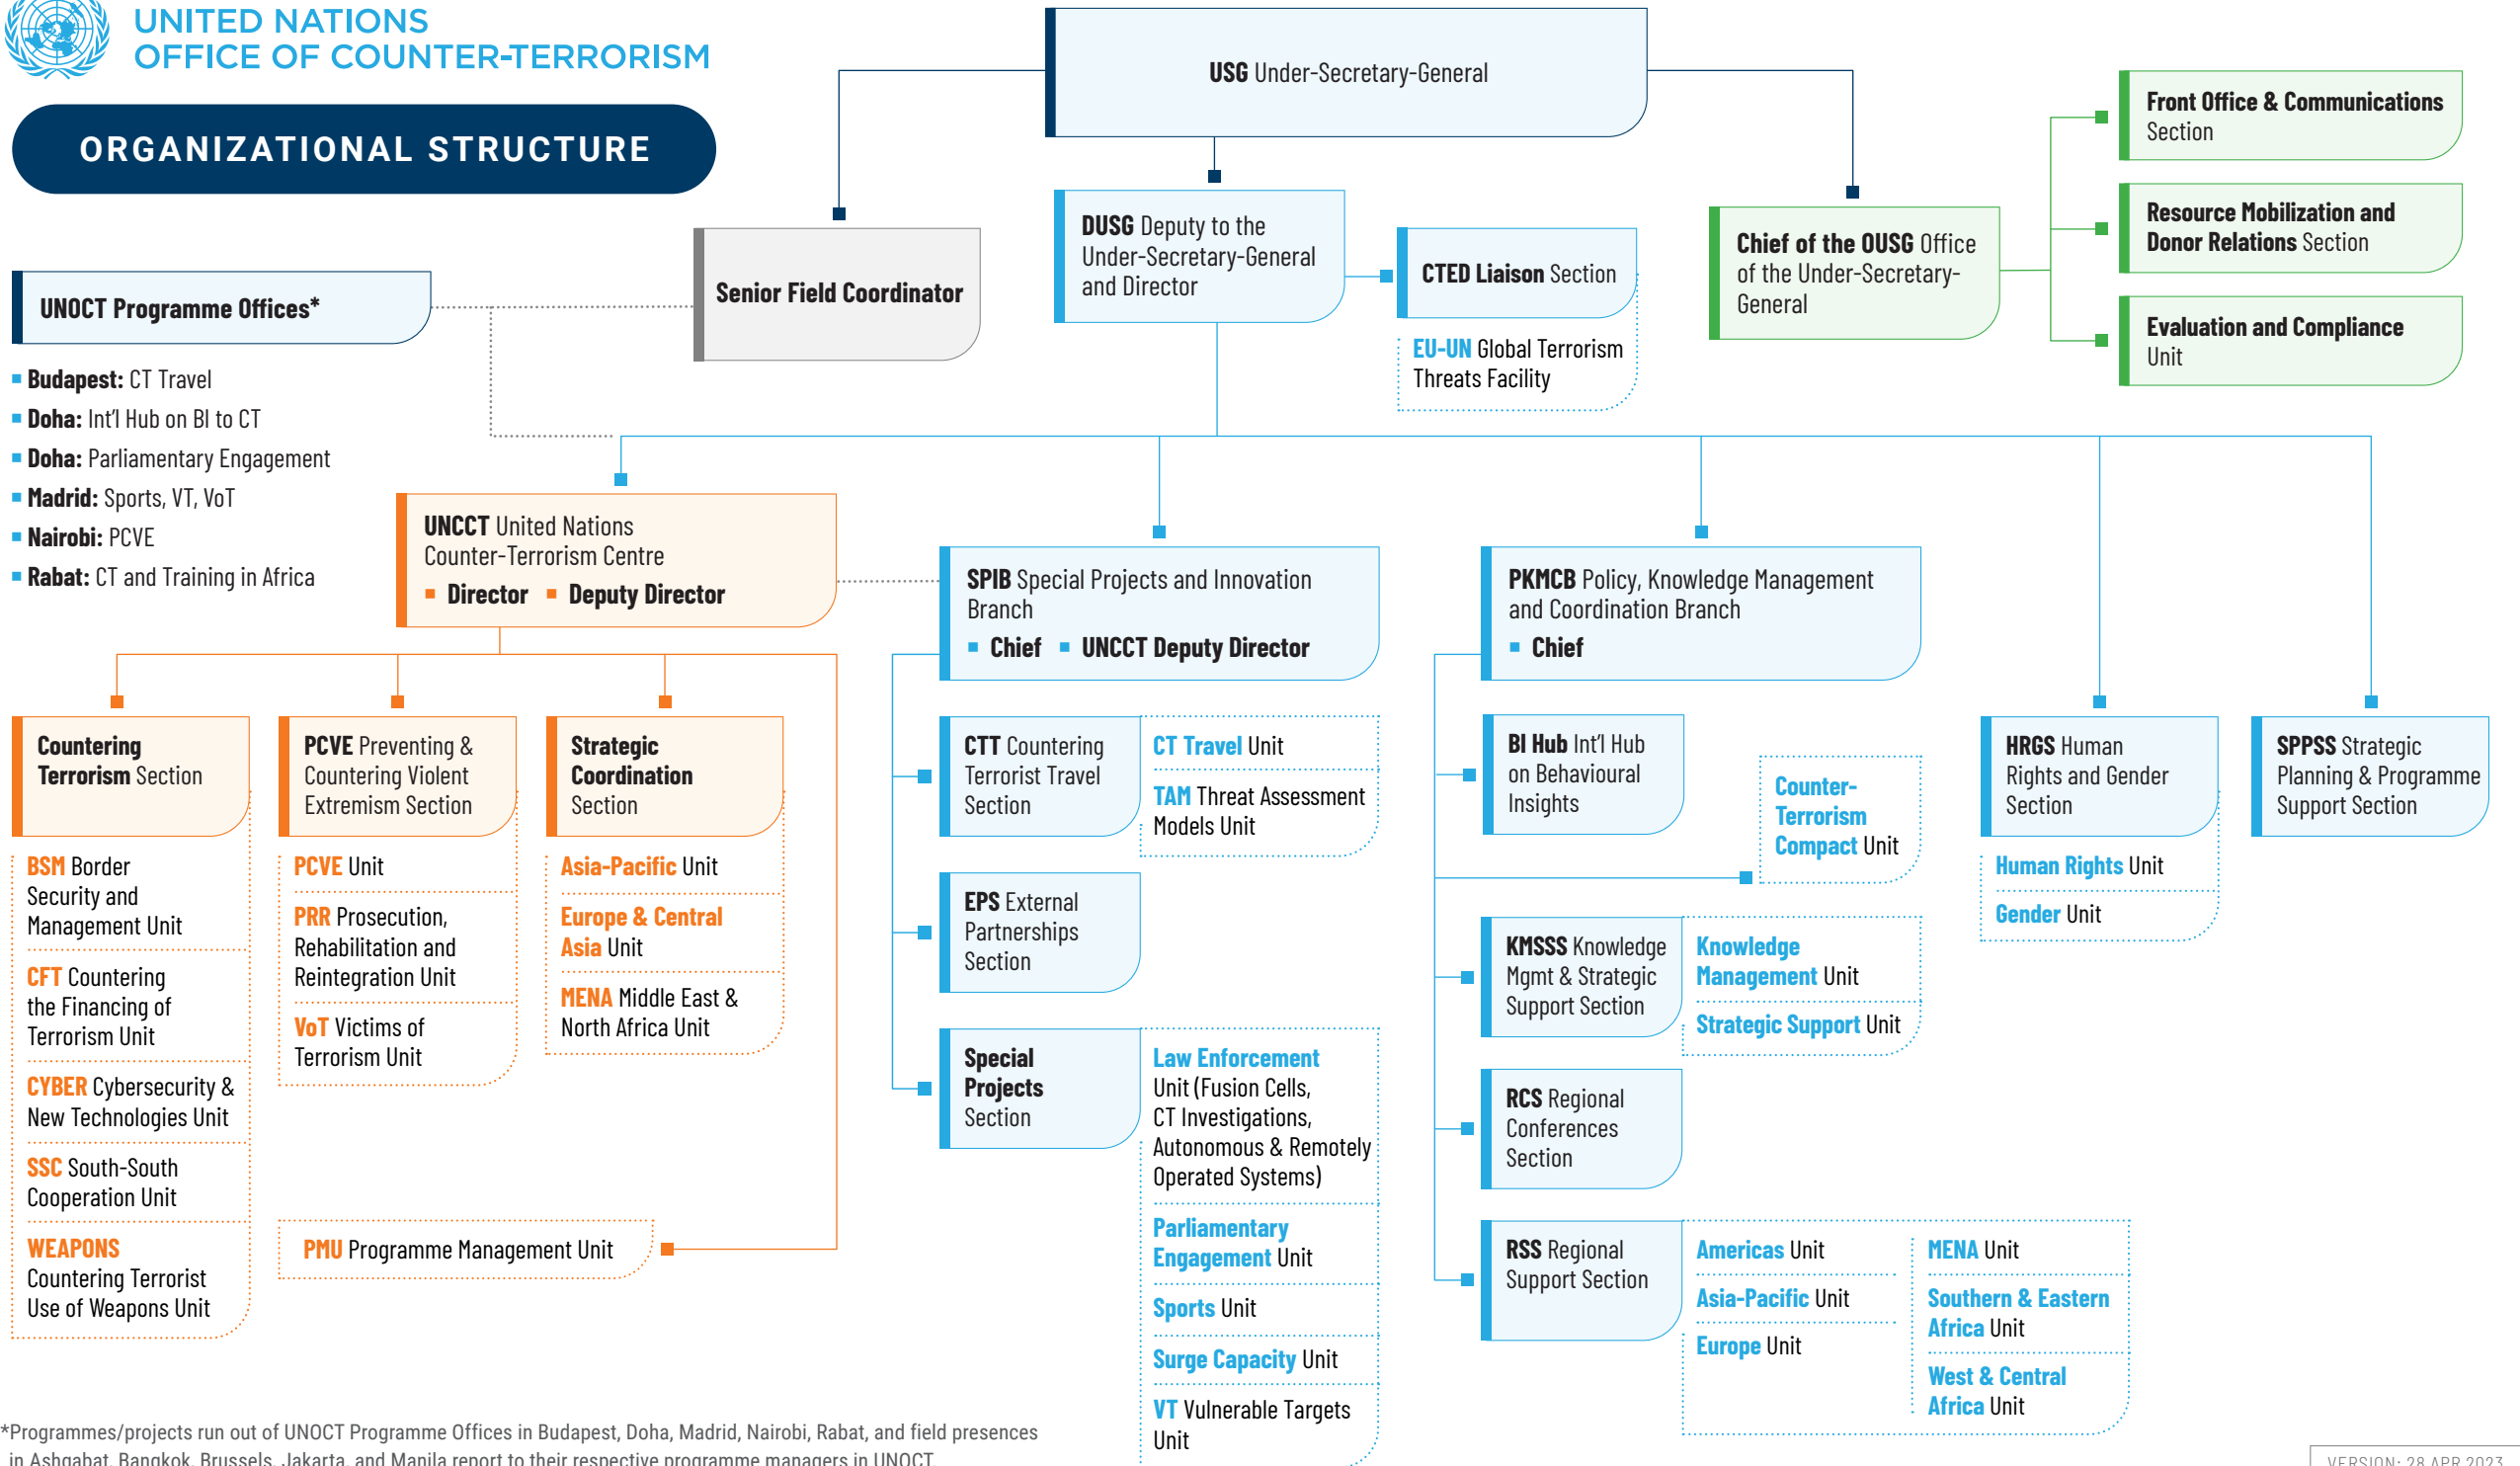 UNITED NATIONS
OFFICE OF COUNTER-TERRORISM
ORGANIZATIONAL STRUCTURE
USG Under-Secretary-General
Senior Field Coordinator
DUSG Deputy to the
Under-Secretary-General
and Director
CTED Liaison Section
EU-UN Global Terrorism
Threats Facility
Chief of the OUSG Office
of the Under-Secretary-
General
Front Office & Communications
Section
Resource Mobilization and
Donor Relations Section
Evaluation and Compliance
Unit
UNOCT Programme Offices*
Budapest: CT Travel
Doha: Int'l Hub on BI to CT
Doha: Parliamentary Engagement
Madrid: Sports, VT, VoT
Nairobi: PCVE
Rabat: CT and Training in Africa
UNCCT United Nations
Counter-Terrorism Centre
Director Deputy Director
SPIB Special Projects and Innovation
Branch
Chief UNCCT Deputy Director
PKMCB Policy, Knowledge Management
and Coordination Branch
Chief
Countering
Terrorism Section
BSM Border
Security and
Management Unit
CFT Countering
the Financing of
Terrorism Unit
CYBER Cybersecurity &
New Technologies Unit
SSC South-South
Cooperation Unit
WEAPONS
Countering Terrorist
Use of Weapons Unit
PCVE Preventing &
Countering Violent
Extremism Section
PCVE Unit
PRR Prosecution,
Rehabilitation and
Reintegration Unit
VoT Victims of
Terrorism Unit
Strategic
Coordination
Section
Asia-Pacific Unit
Europe & Central
Asia Unit
MENA Middle East &
North Africa Unit
PMU Programme Management Unit
CTT Countering
Terrorist Travel
Section
CT Travel Unit
TAM Threat Assessment
Models Unit
EPS External
Partnerships
Section
Special
Projects
Section
Law Enforcement
Unit (Fusion Cells,
CT Investigations,
Autonomous & Remotely
Operated Systems)
Parliamentary
Engagement Unit
Sports Unit
Surge Capacity Unit
VT Vulnerable Targets
Unit
BI Hub Int'l Hub
on Behavioural
Insights
Counter-
Terrorism
Compact Unit
KMSSS Knowledge
Mgmt & Strategic
Support Section
Knowledge
Management Unit
Strategic Support Unit
RCS Regional
Conferences
Section
RSS Regional
Support Section
Americas Unit
Asia-Pacific Unit
Europe Unit
MENA Unit
Southern & Eastern
Africa Unit
West & Central
Africa Unit
HRGS Human
Rights and Gender
Section
Human Rights Unit
Gender Unit
SPPSS Strategic
Planning & Programme
Support Section
*Programmes/projects run out of UNOCT Programme Offices in Budapest, Doha, Madrid, Nairobi, Rabat, and field presences
in Ashgabat, Bangkok, Brussels, Jakarta, and Manila report to their respective programme managers in UNOCT.
VERSION: 28 APR 2023